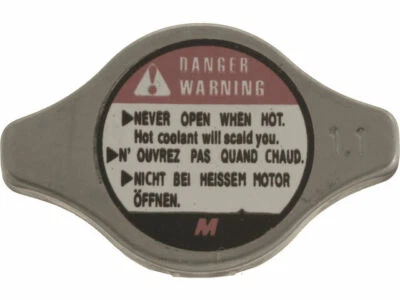 DANGER
WARNING
▶NEVER OPEN WHEN HOT.
Hot coolant will scald you.
▶N' OUVREZ PAS QUAND CHAUD.
▶NICHT BEI HEISSEM MOTOR
ÖFFNEN.
M
1.1